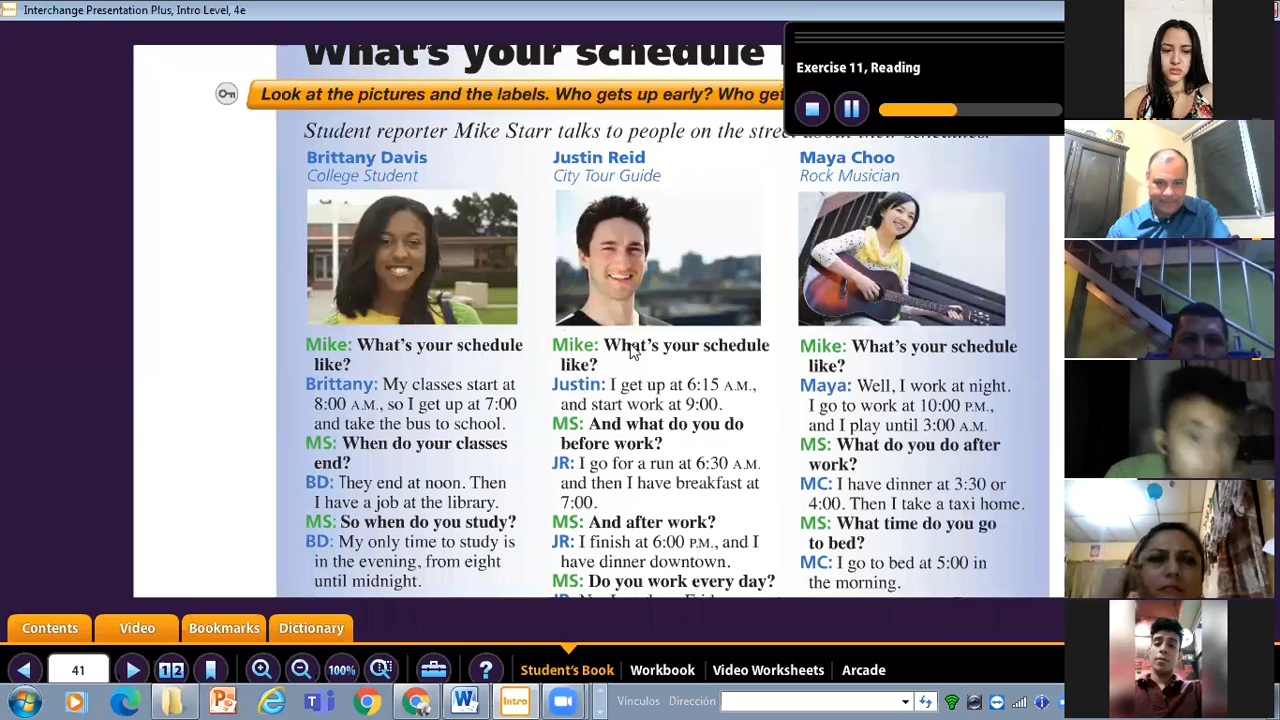 Interchange Presentation Plus, Intro Level, 4e
What's your schedule
Exercise 11, Reading
Look at the pictures and the labels. Who gets up early? Who get
Student reporter Mike Starr talks to people on the street about their schedules.
Brittany Davis
College Student
Mike: What's your schedule
like?
Brittany: My classes start at
8:00 A.M., so I get up at 7:00
and take the bus to school.
MS: When do your classes
end?
BD: They end at noon. Then
I have a job at the library.
MS: So when do you study?
BD: My only time to study is
in the evening, from eight
until midnight.
Justin Reid
City Tour Guide
Mike: What's your schedule
like?
Justin: I get up at 6:15 A.M.,
and start work at 9:00.
MS: And what do you do
before work?
JR: I go for a run at 6:30 A.M.
and then I have breakfast at
7:00.
MS: And after work?
JR: I finish at 6:00 P.M., and I
have dinner downtown.
MS: Do you work every day?
Maya Choo
Rock Musician
Mike: What's your schedule
like?
Maya: Well, I work at night.
I go to work at 10:00 P.M.,
and I play until 3:00 A.M.
MS: What do you do after
work?
MC: I have dinner at 3:30 or
4:00. Then I take a taxi home.
MS: What time do you go
to bed?
MC: I go to bed at 5:00 in
the morning.
Contents Video Bookmarks Dictionary
41 12 100% ? Student's Book Workbook Video Worksheets Arcade
Intro Vínculos Dirección